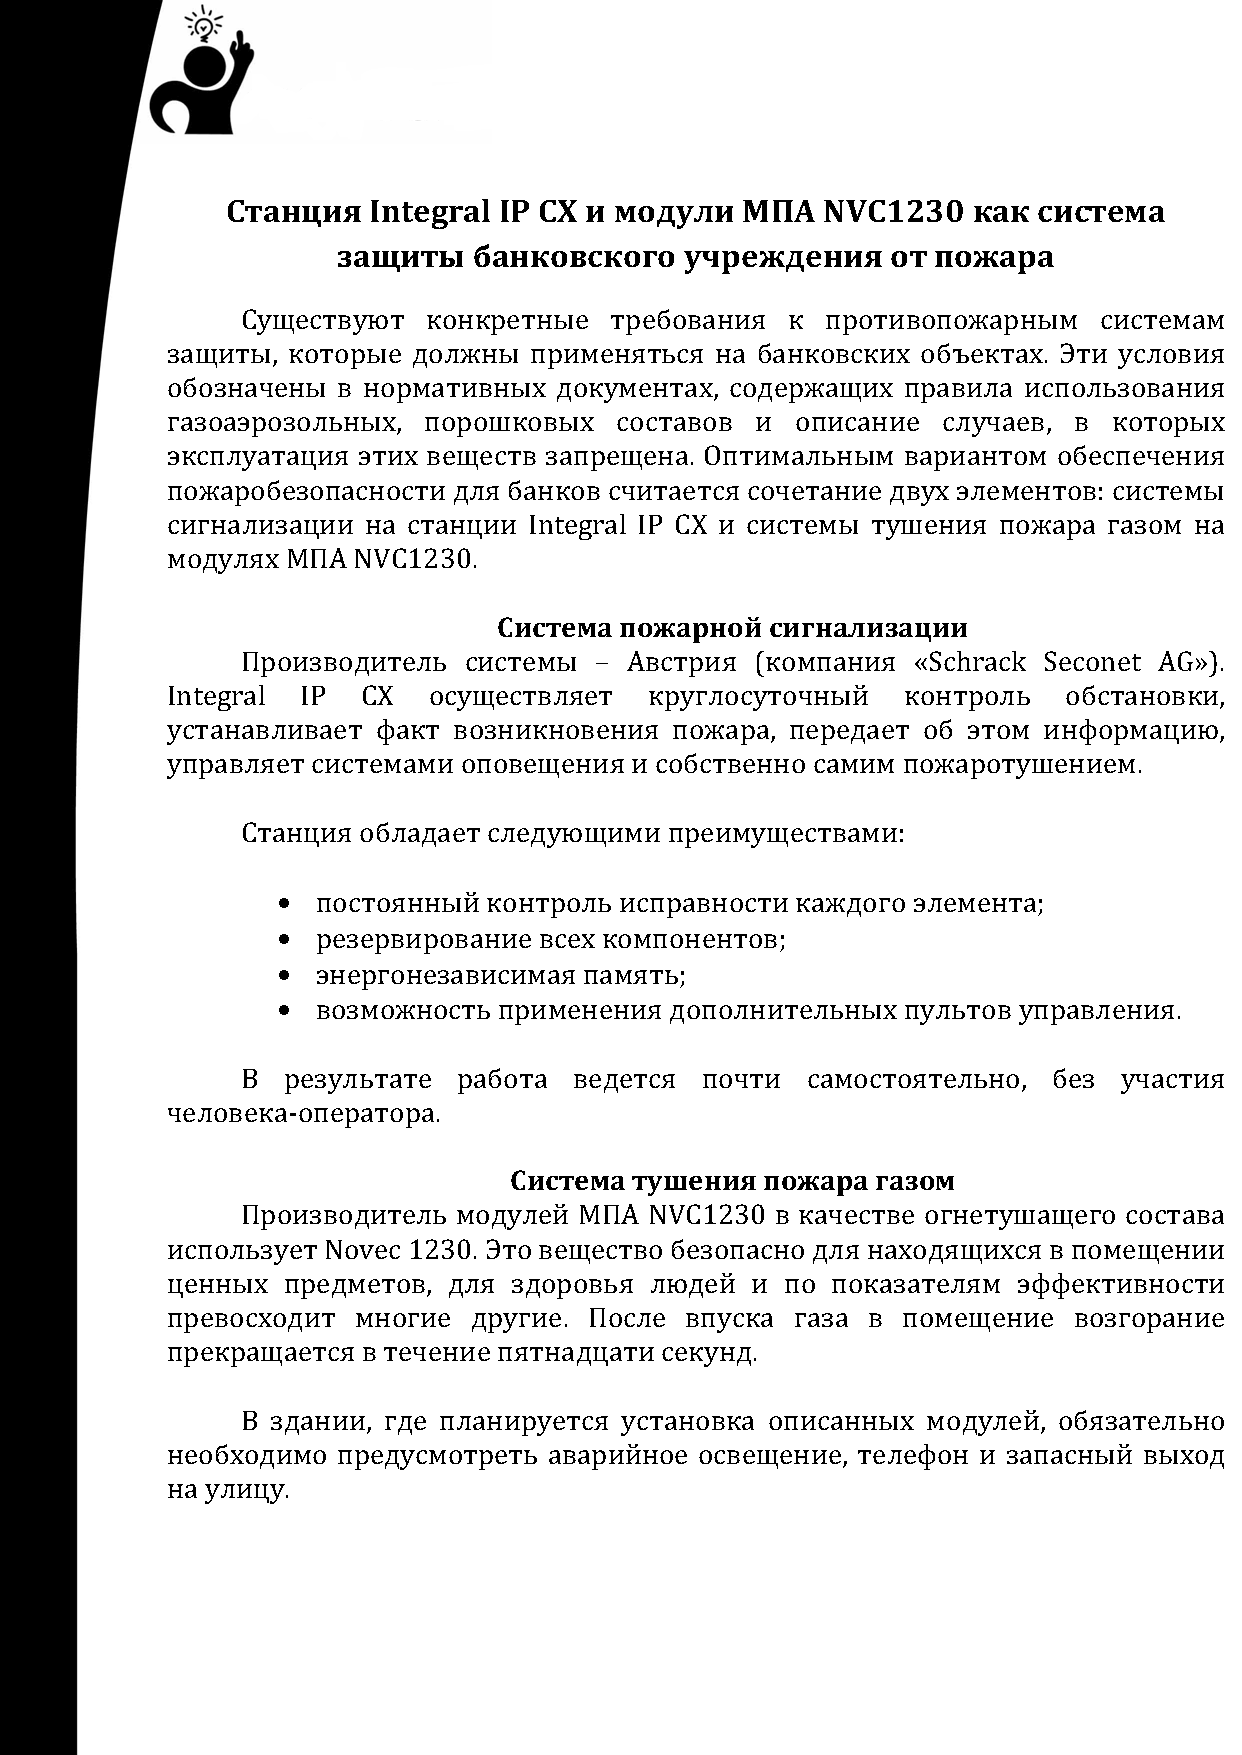 Станция Integral IP CX и модули МПА NVC1230 как система
защиты банковского учреждения от пожара
Существуют конкретные требования к противопожарным системам
защиты, которые должны применяться на банковских объектах. Эти условия
обозначены в нормативных документах, содержащих правила использования
газоаэрозольных, порошковых составов и описание случаев, в которых
эксплуатация этих веществ запрещена. Оптимальным вариантом обеспечения
пожаробезопасности для банков считается сочетание двух элементов: системы
сигнализации на станции Integral IP CX и системы тушения пожара газом на
модулях МПА NVC1230.
Система пожарной сигнализации
Производитель системы – Австрия (компания «Schrack Seconet AG»).
Integral IP CX осуществляет круглосуточный контроль обстановки,
устанавливает факт возникновения пожара, передает об этом информацию,
управляет системами оповещения и собственно самим пожаротушением.
Станция обладает следующими преимуществами:
• постоянный контроль исправности каждого элемента;
• резервирование всех компонентов;
• энергонезависимая память;
• возможность применения дополнительных пультов управления.
В результате работа ведется почти самостоятельно, без участия
человека-оператора.
Система тушения пожара газом
Производитель модулей МПА NVC1230 в качестве огнетушащего состава
использует Novec 1230. Это вещество безопасно для находящихся в помещении
ценных предметов, для здоровья людей и по показателям эффективности
превосходит многие другие. После впуска газа в помещение возгорание
прекращается в течение пятнадцати секунд.
В здании, где планируется установка описанных модулей, обязательно
необходимо предусмотреть аварийное освещение, телефон и запасный выход
на улицу.